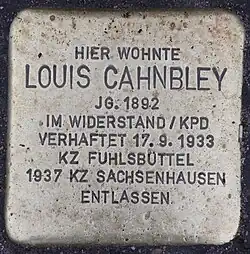 HIER WOHNTE
LOUIS CAHNBLEY
JG. 1892
IM WIDERSTAND / KPD
VERHAFTET 17. 9. 1933
KZ FUHLSBÜTTEL
1937 KZ SACHSENHAUSEN
ENTLASSEN